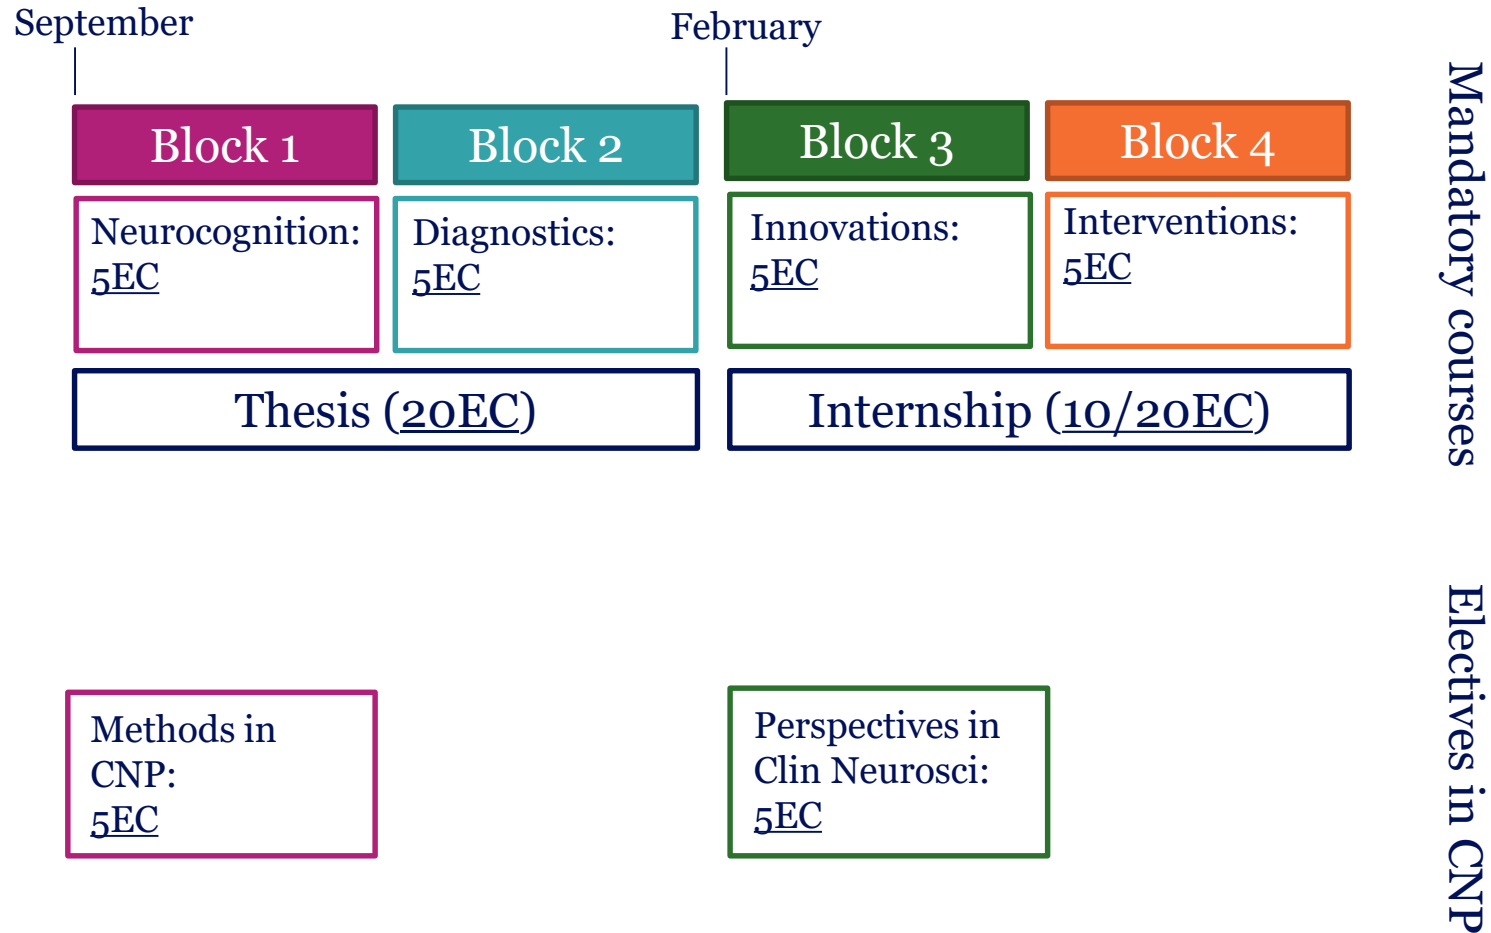 September
February
Block 1
Block 2
Block 3
Block 4
Neurocognition:
5EC
Diagnostics:
5EC
Innovations:
5EC
Interventions:
5EC
Thesis (20EC)
Internship (10/20EC)
Mandatory courses
Methods in
CNP:
5EC
Perspectives in
Clin Neurosci:
5EC
Electives in CNP